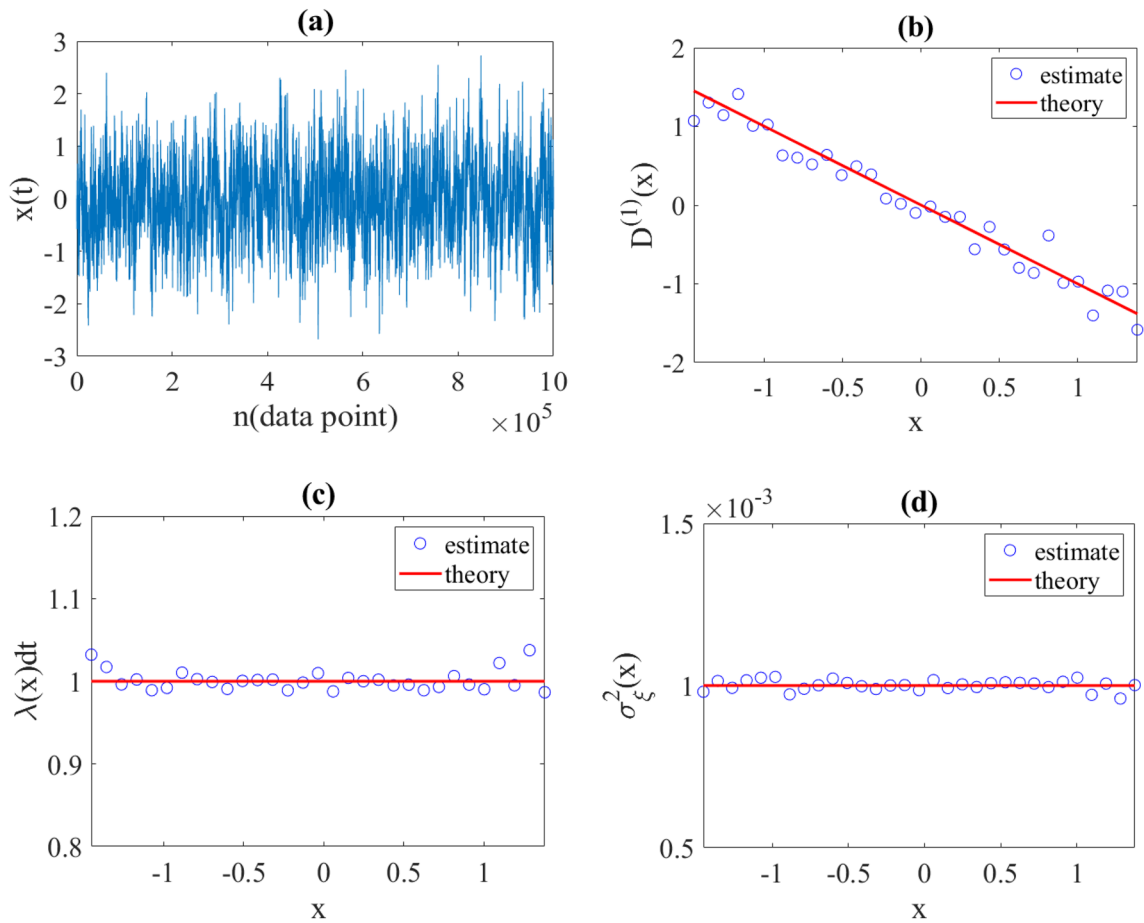 (a)
3
2
1
0
-1
-2
-3
x(t)
0 2 4 6 8 10
×10^5
n(data point)
(b)
2
1
0
-1
-2
D^(1)(x)
estimate
theory
-1 -0.5 0 0.5 1
x
(c)
1.2
1.1
1
0.9
0.8
λ(x)dt
estimate
theory
-1 -0.5 0 0.5 1
x
(d)
×10^-3
1.5
1
0.5
σ_ξ^2(x)
estimate
theory
-1 -0.5 0 0.5 1
x